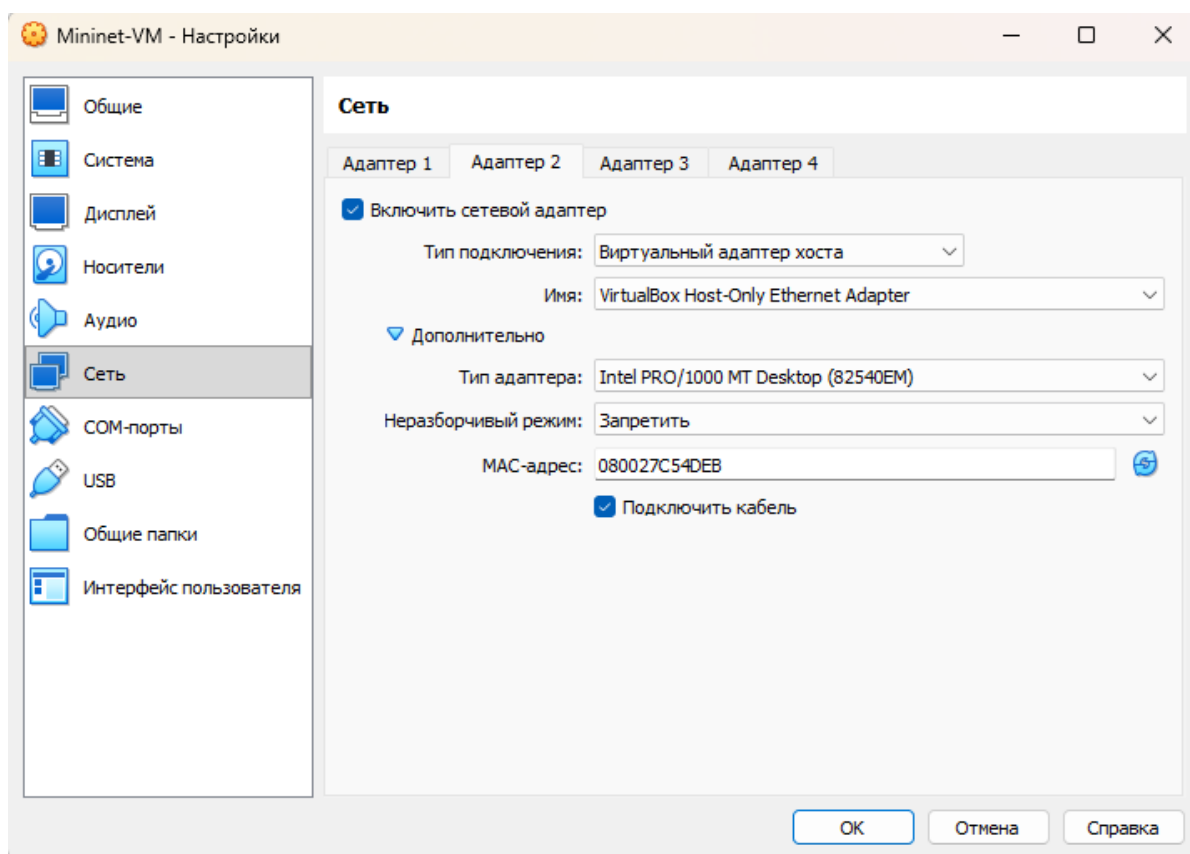 Mininet-VM - Настройки
Общие
Система
Дисплей
Носители
Аудио
Сеть
COM-порты
USB
Общие папки
Интерфейс пользователя
Сеть
Адаптер 1 Адаптер 2 Адаптер 3 Адаптер 4
Включить сетевой адаптер
Тип подключения: Виртуальный адаптер хоста
Имя: VirtualBox Host-Only Ethernet Adapter
Дополнительно
Тип адаптера: Intel PRO/1000 MT Desktop (82540EM)
Неразборчивый режим: Запретить
MAC-адрес: 080027C54DEB
Подключить кабель
OK Отмена Справка